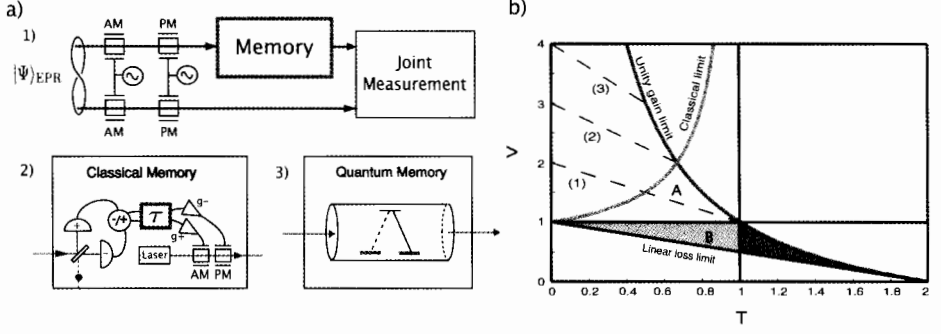 a)
1)
AM PM
|Ψ⟩EPR
Memory
Joint
Measurement
AM PM
2)
Classical Memory
-/+
τ
g-
g+
+
-
Laser
AM PM
3)
Quantum Memory
b)
4
3
2
1
0
V
(3)
(2)
(1)
Unity gain limit
Classical limit
A
B
Linear loss limit
0 0.2 0.4 0.6 0.8 1 1.2 1.4 1.6 1.8 2
T